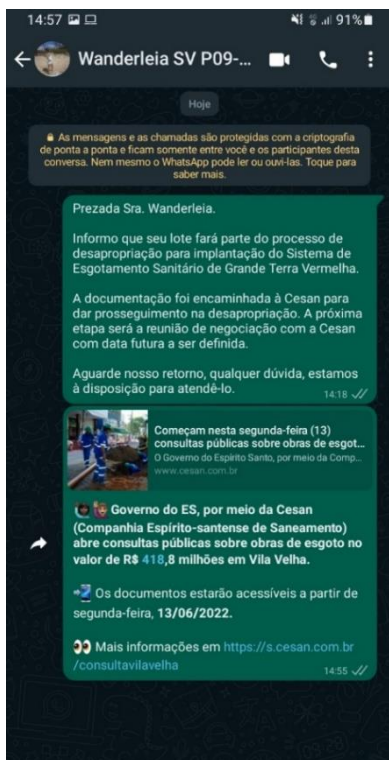 14:57
91%
Wanderleia SV P09-...
Hoje
As mensagens e as chamadas são protegidas com a criptografia
de ponta a ponta e ficam somente entre você e os participantes desta
conversa. Nem mesmo o WhatsApp pode ler ou ouvi-las. Toque para
saber mais.
Prezada Sra. Wanderleia.
Informo que seu lote fará parte do processo de
desapropriação para implantação do Sistema de
Esgotamento Sanitário de Grande Terra Vermelha.
A documentação foi encaminhada à Cesan para
dar prosseguimento na desapropriação. A próxima
etapa será a reunião de negociação com a Cesan
com data futura a ser definida.
Aguarde nosso retorno, qualquer dúvida, estamos
à disposição para atendê-lo.
14:18
Começam nesta segunda-feira (13)
consultas públicas sobre obras de esgot...
O Governo do Espírito Santo, por meio da Comp...
www.cesan.com.br
Governo do ES, por meio da Cesan
(Companhia Espírito-santense de Saneamento)
abre consultas públicas sobre obras de esgoto no
valor de R$ 418,8 milhões em Vila Velha.
Os documentos estarão acessíveis a partir de
segunda-feira, 13/06/2022.
Mais informações em https://s.cesan.com.br
/consultavilavelha
14:55